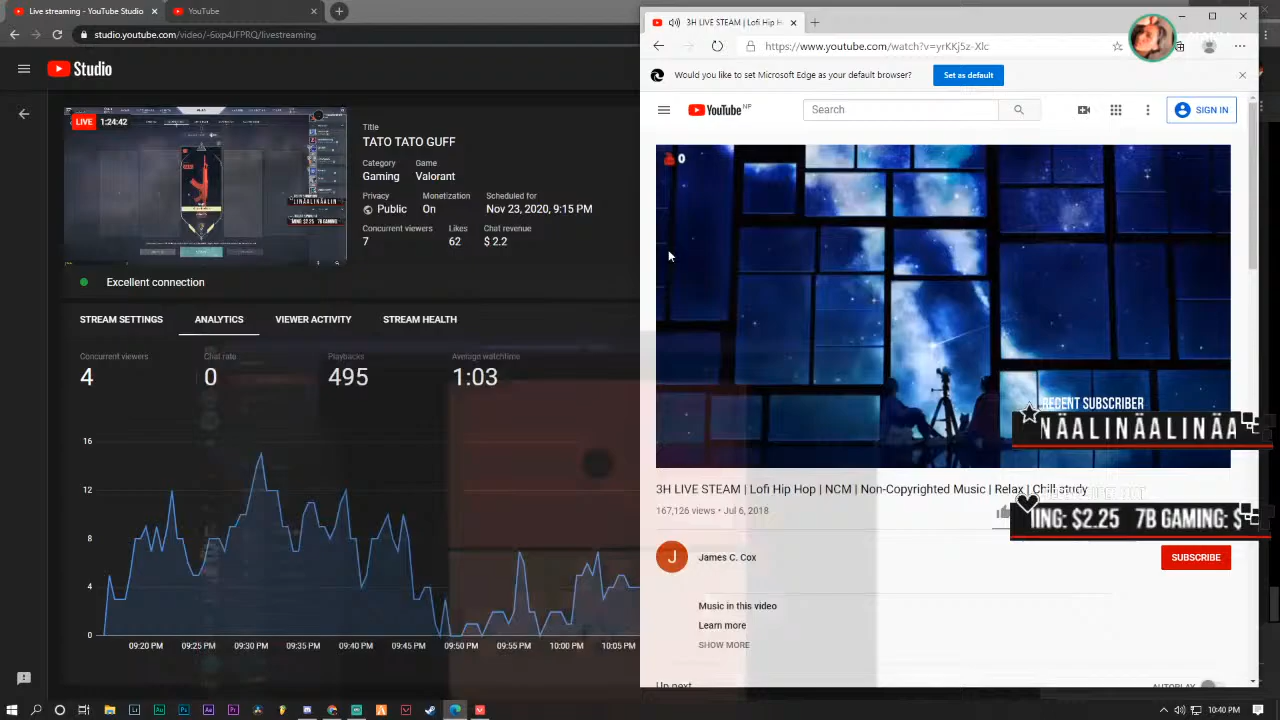 Live streaming - YouTube Studio
YouTube
studio.youtube.com/video/-6ixp4JFPRQ/livestreaming
Studio
LIVE 1:24:42
Title
TATO TATO GUFF
Category Game
Gaming Valorant
Privacy Monetization Scheduled for
Public On Nov 23, 2020, 9:15 PM
Concurrent viewers Likes Chat revenue
7 62 $ 2.2
Excellent connection
STREAM SETTINGS ANALYTICS VIEWER ACTIVITY STREAM HEALTH
Concurrent viewers Chat rate Playbacks Average watchtime
4 0 495 1:03
16
12
8
4
0
09:20 PM 09:25 PM 09:30 PM 09:35 PM 09:40 PM 09:45 PM 09:50 PM 09:55 PM 10:00 PM 10:05 PM
3H LIVE STEAM | Lofi Hip H
https://www.youtube.com/watch?v=yrKKj5z-Xlc
Would you like to set Microsoft Edge as your default browser? Set as default
YouTube NP
Search
SIGN IN
0
RECENT SUBSCRIBER
NÄALINÄALINÄA
3H LIVE STEAM | Lofi Hip Hop | NCM | Non-Copyrighted Music | Relax | Chill study
167,126 views • Jul 6, 2018
ING: $2.25 7B GAMING: $
J James C. Cox
SUBSCRIBE
Music in this video
Learn more
SHOW MORE
Up next
AUTOPLAY
10:40 PM